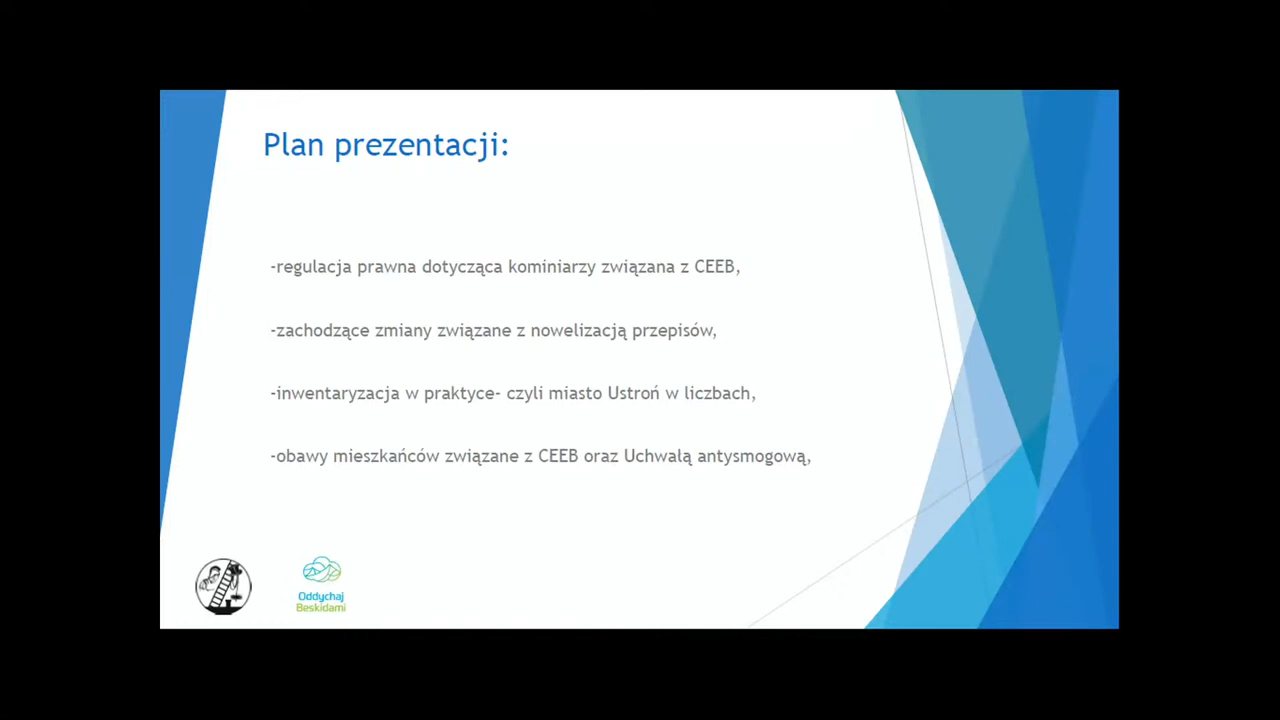 Plan prezentacji:
-regulacja prawna dotycząca kominiarzy związana z CEEB,
-zachodzące zmiany związane z nowelizacją przepisów,
-inwentaryzacja w praktyce- czyli miasto Ustroń w liczbach,
-obawy mieszkańców związane z CEEB oraz Uchwałą antysmogową,
Oddychaj
Beskidami